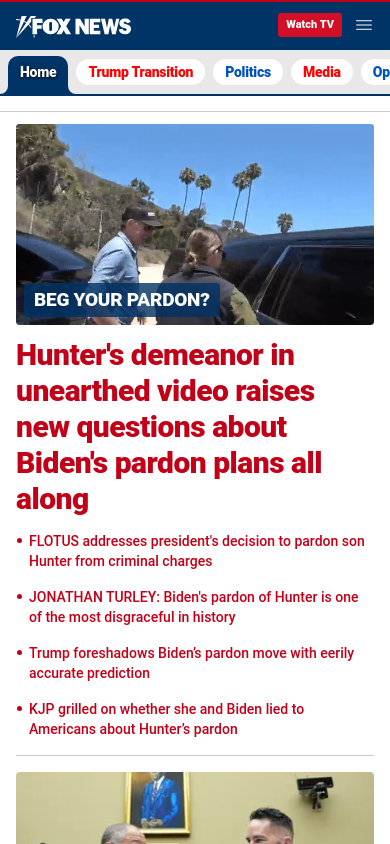 FOX NEWS
Watch TV
Home
Trump Transition
Politics
Media
Op
BEG YOUR PARDON?
Hunter's demeanor in
unearthed video raises
new questions about
Biden's pardon plans all
along
• FLOTUS addresses president's decision to pardon son
Hunter from criminal charges
• JONATHAN TURLEY: Biden's pardon of Hunter is one
of the most disgraceful in history
• Trump foreshadows Biden’s pardon move with eerily
accurate prediction
• KJP grilled on whether she and Biden lied to
Americans about Hunter’s pardon